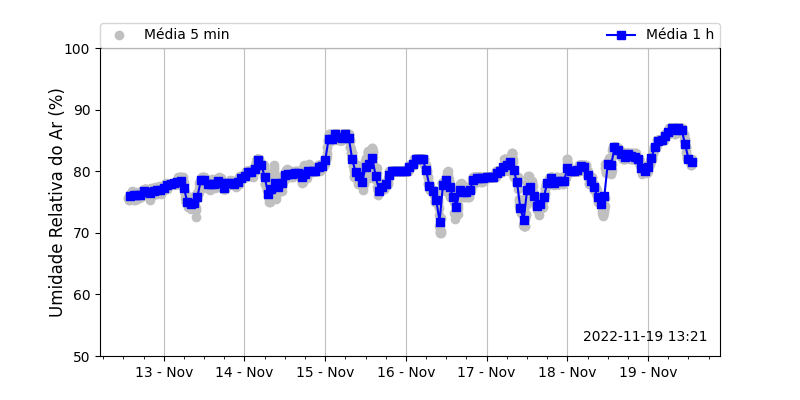 Média 5 min
Média 1 h
100
90
80
70
60
50
Umidade Relativa do Ar (%)
2022-11-19 13:21
13 - Nov
14 - Nov
15 - Nov
16 - Nov
17 - Nov
18 - Nov
19 - Nov